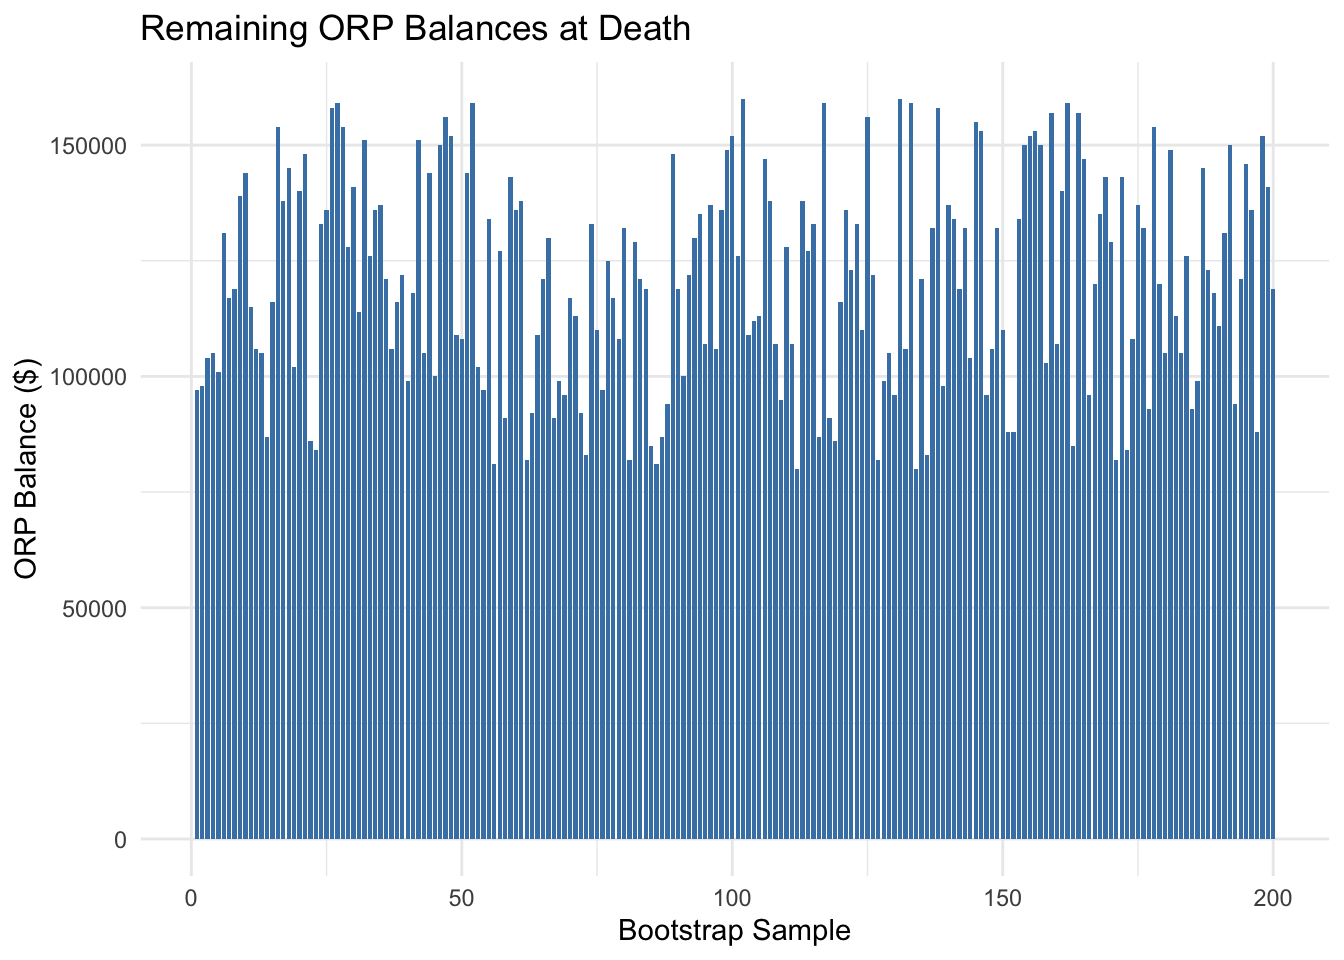 Remaining ORP Balances at Death
ORP Balance ($)
150000
100000
50000
0
0 50 100 150 200
Bootstrap Sample